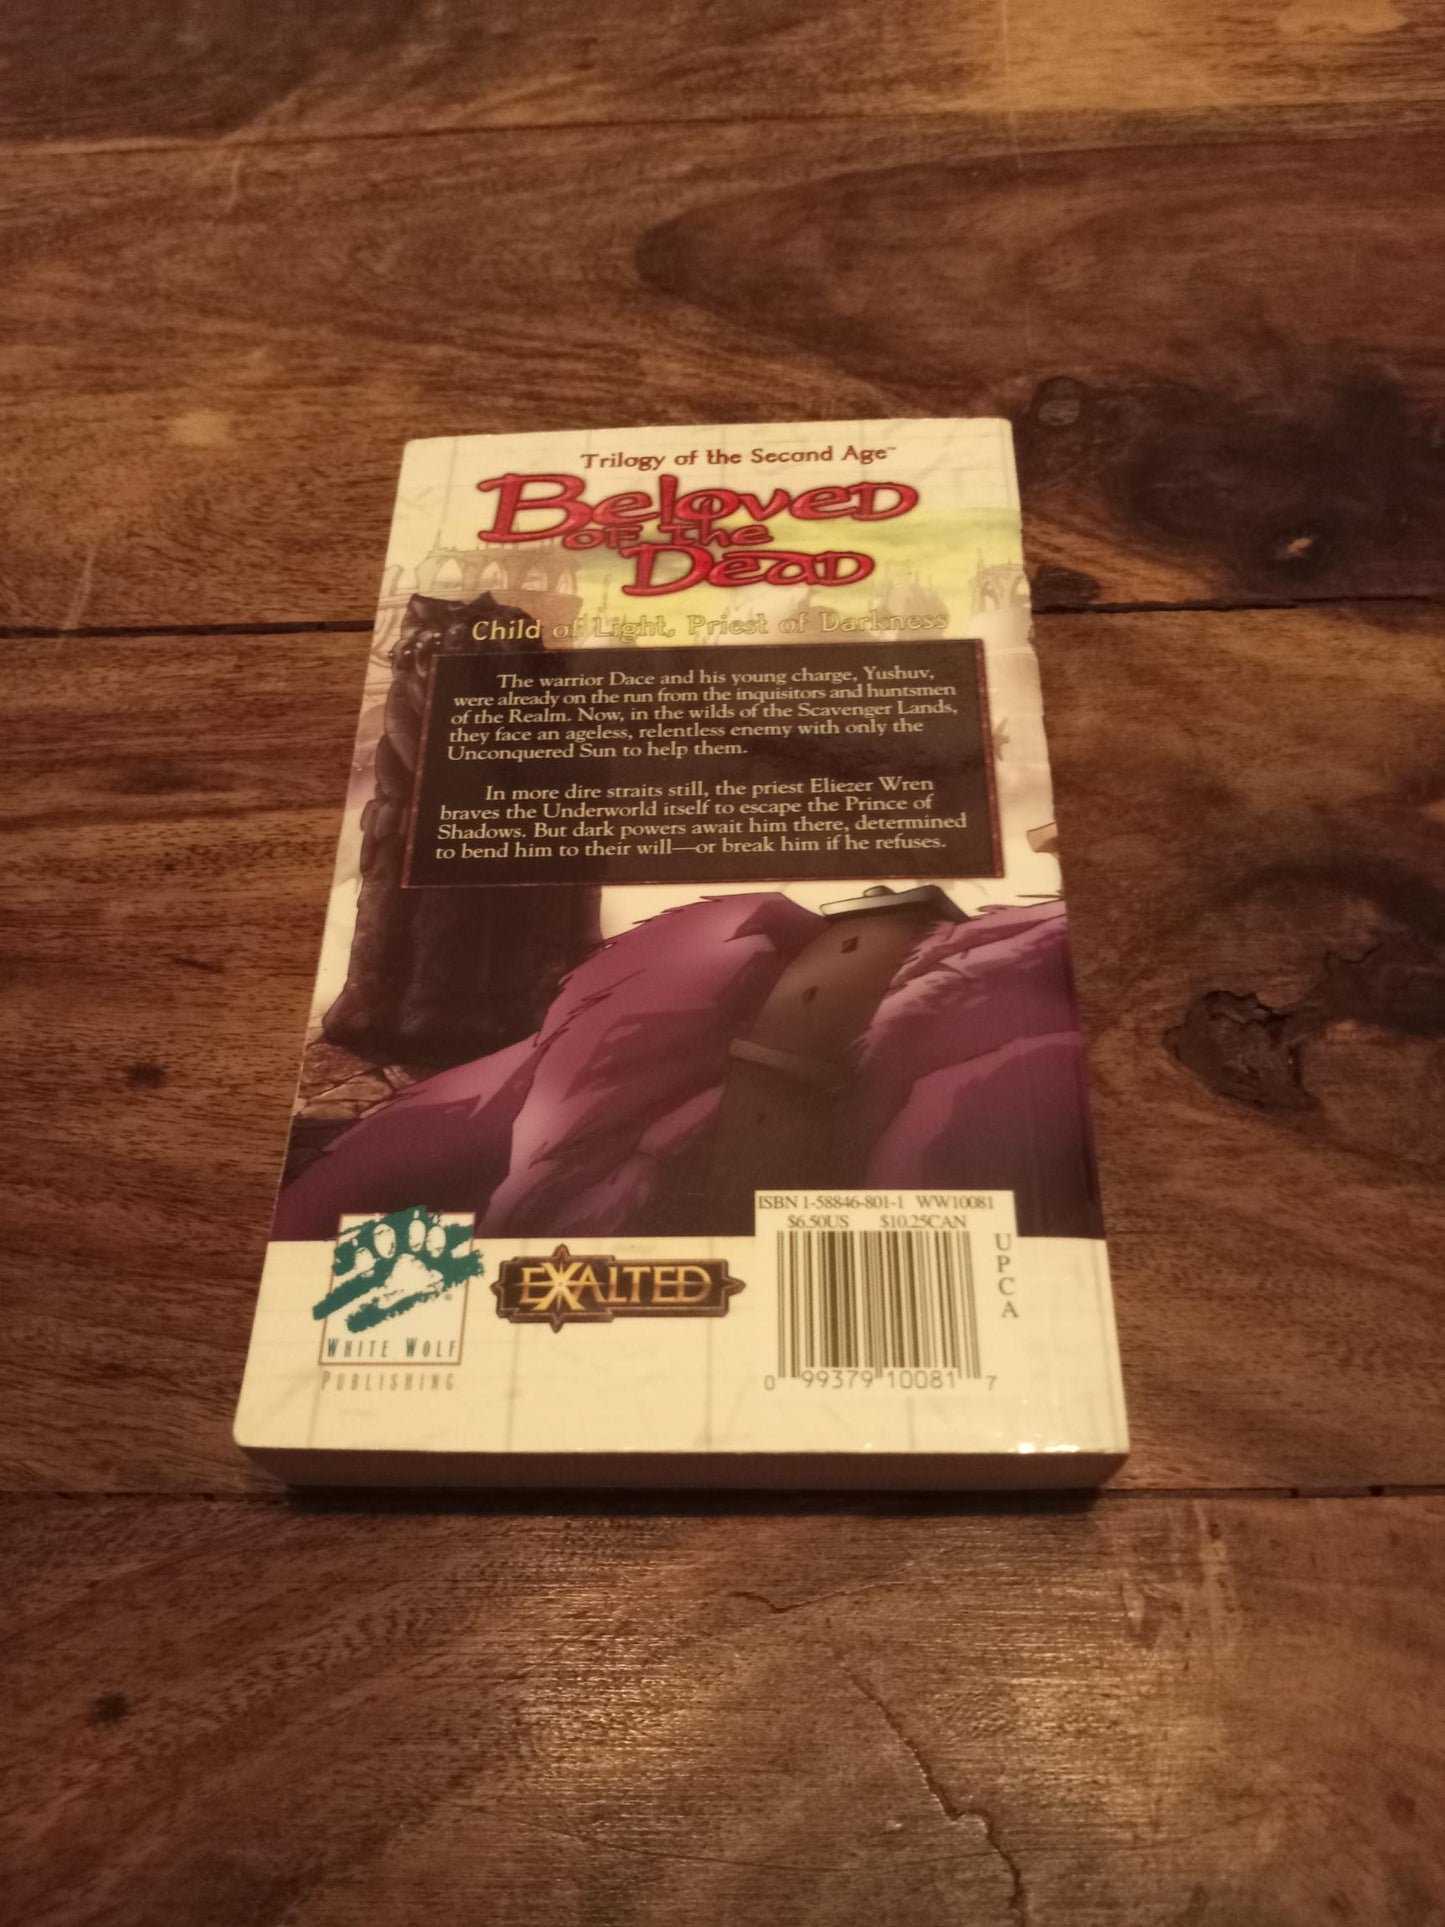 Trilogy of the Second Age™
Beloved
of the
Dead
Child of Light, Priest of Darkness
The warrior Dace and his young charge, Yushuv,
were already on the run from the inquisitors and huntsmen
of the Realm. Now, in the wilds of the Scavenger Lands,
they face an ageless, relentless enemy with only the
Unconquered Sun to help them.
In more dire straits still, the priest Eliezer Wren
braves the Underworld itself to escape the Prince of
Shadows. But dark powers await him there, determined
to bend him to their will—or break him if he refuses.
ISBN 1-58846-801-1 WW10081
$6.50US $10.25CAN
UPCA
0 99379 10081 7
EXALTED
®
WHITE WOLF
PUBLISHING